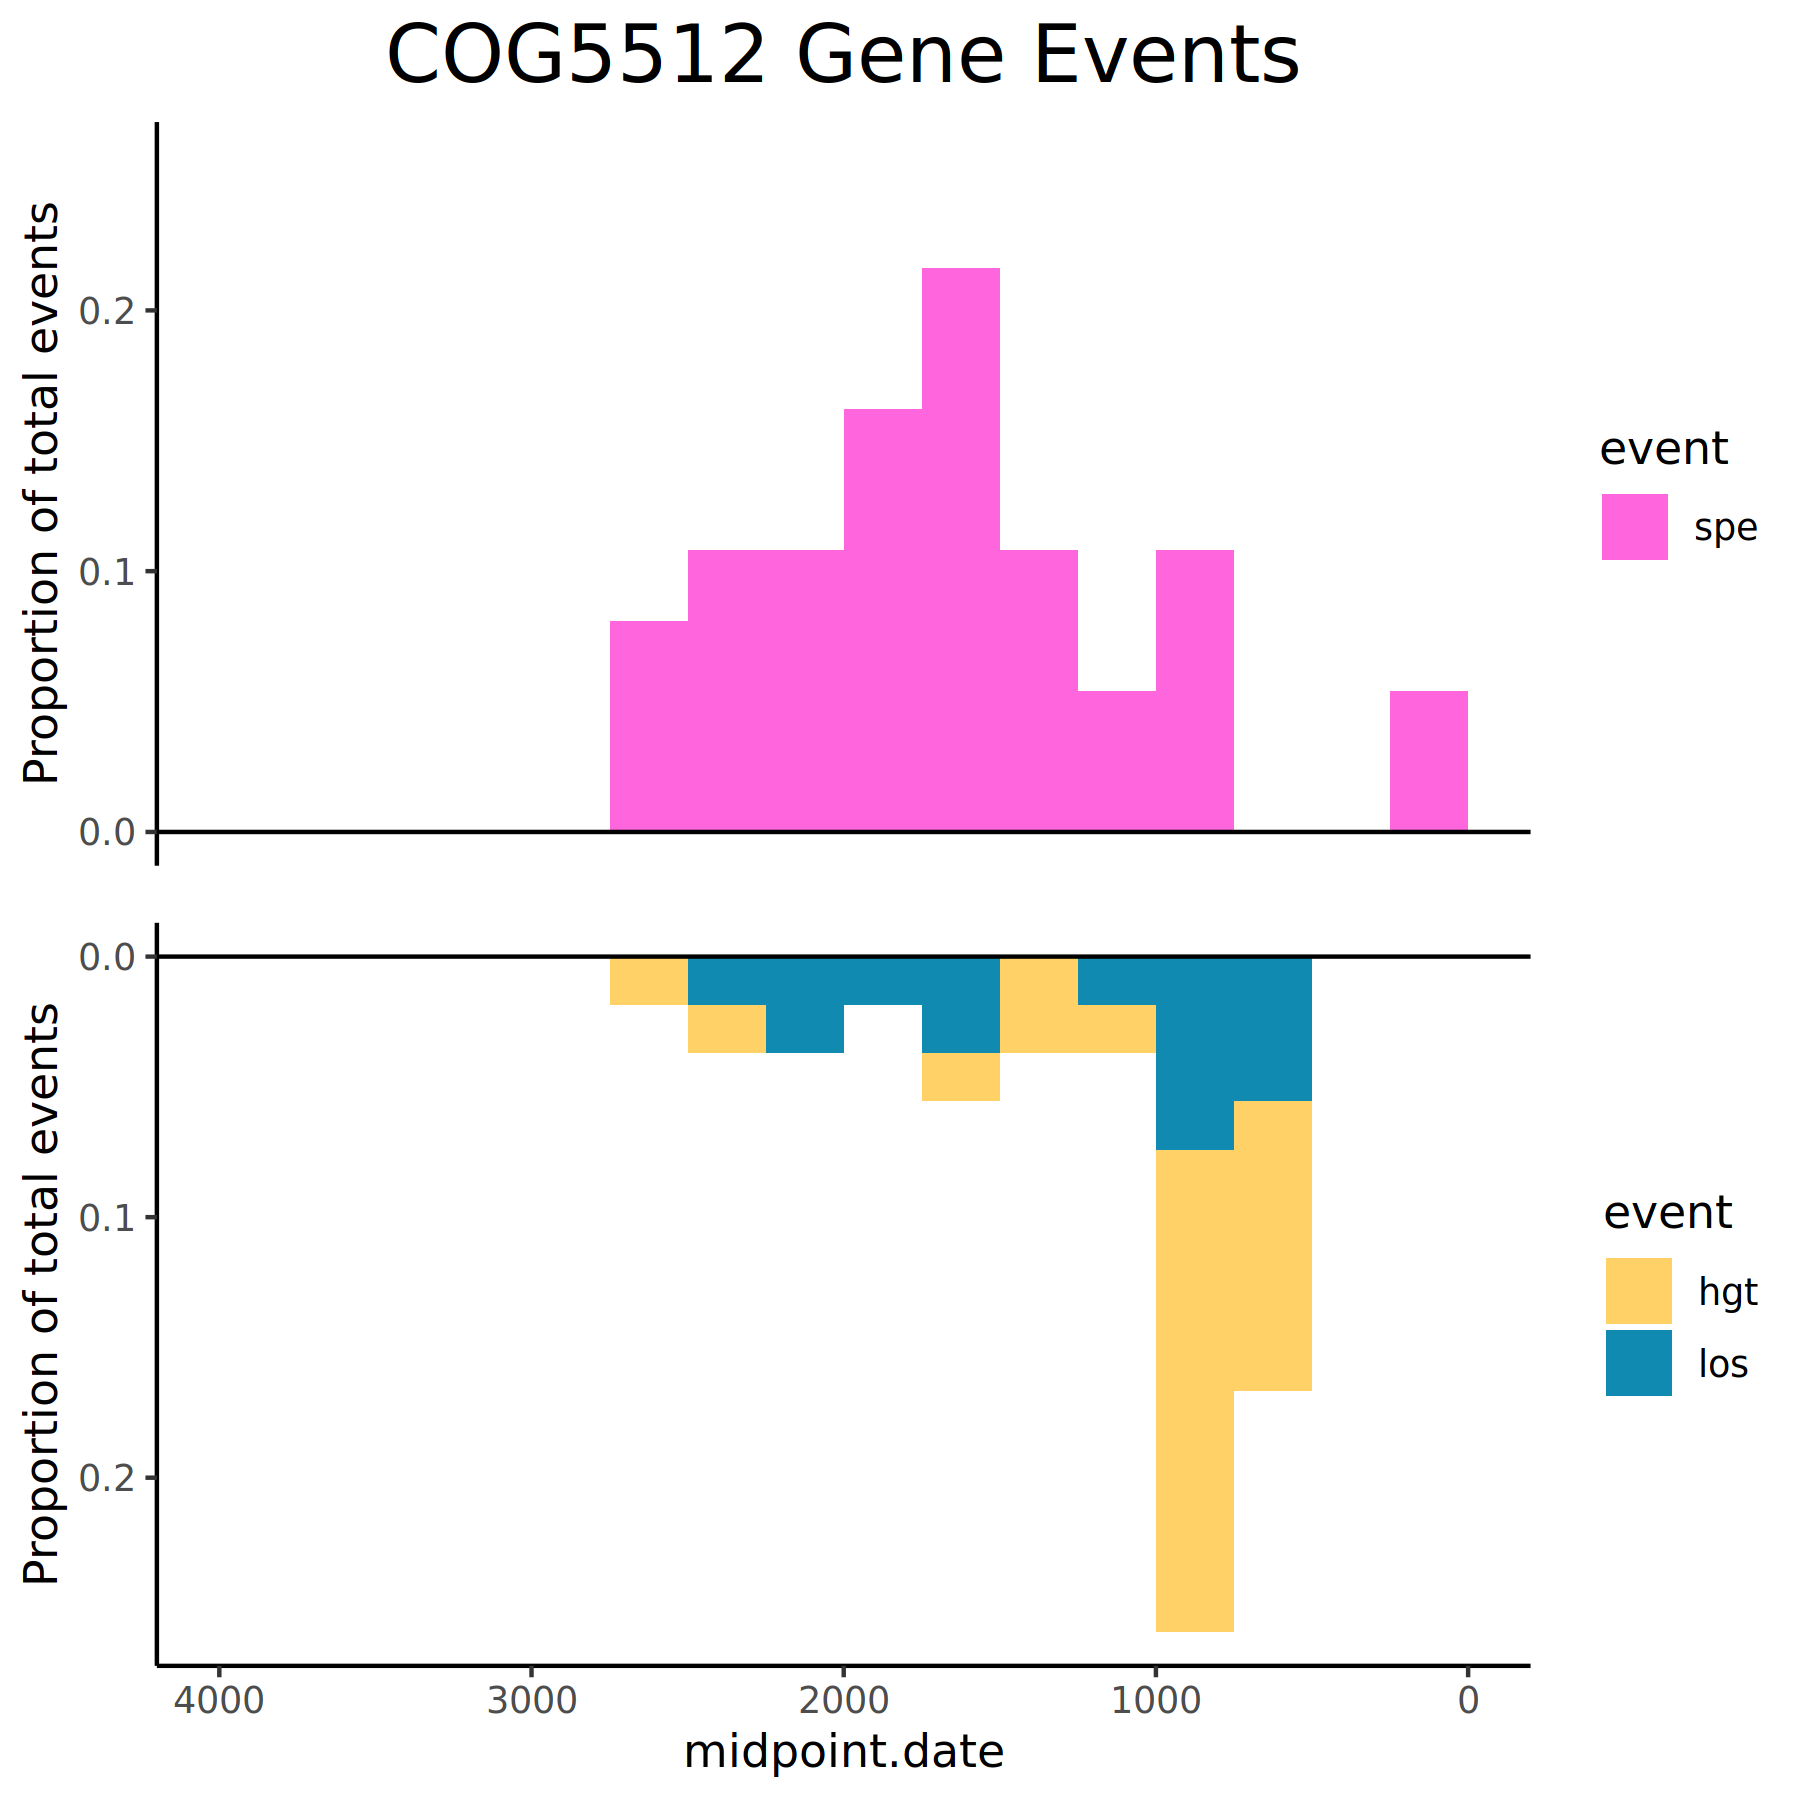 COG5512 Gene Events
Proportion of total events
0.2
0.1
0.0
event
spe
Proportion of total events
0.0
0.1
0.2
event
hgt
los
4000 3000 2000 1000 0
midpoint.date